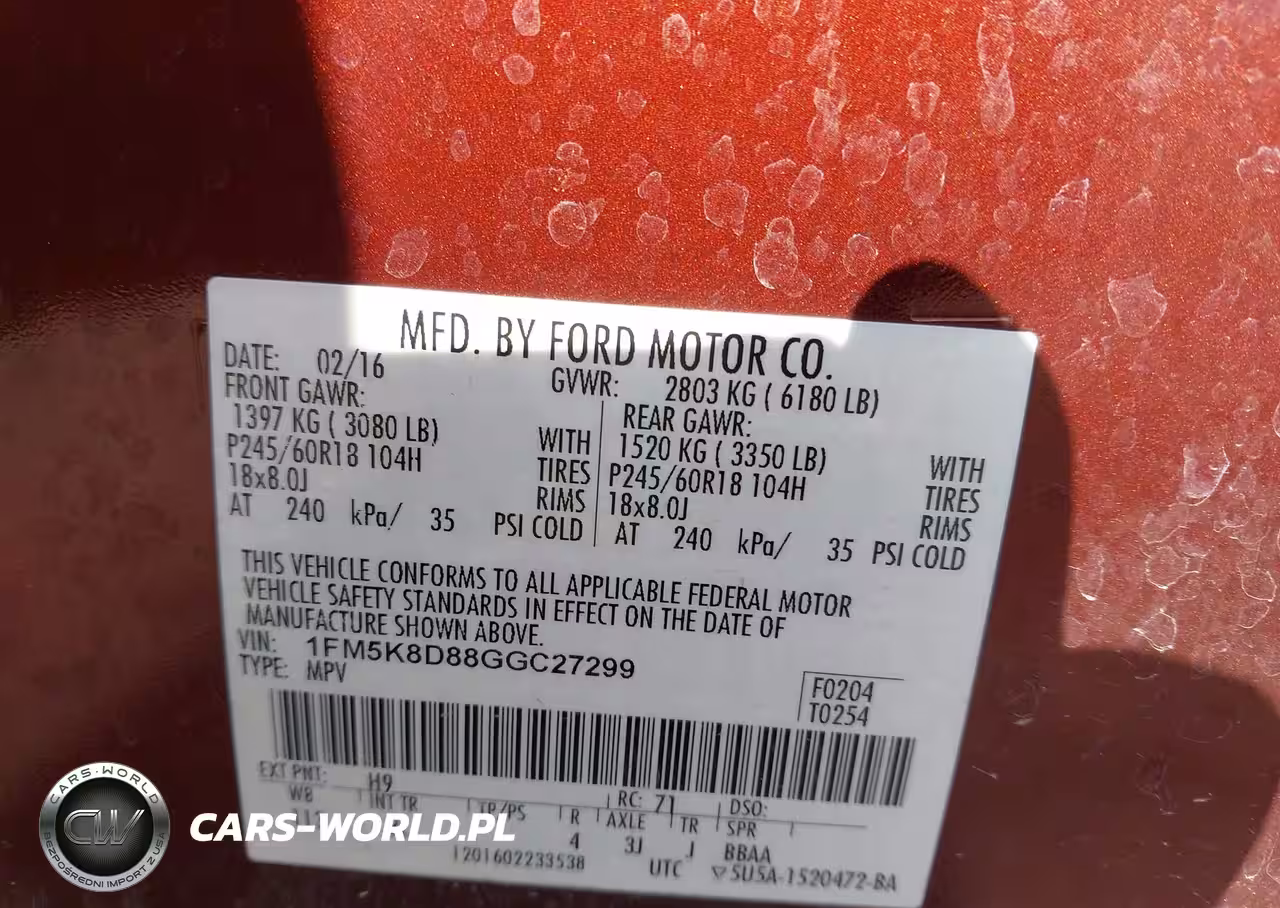 MFD. BY FORD MOTOR CO.
DATE: 02/16 GVWR: 2803 KG ( 6180 LB)
FRONT GAWR: REAR GAWR:
1397 KG ( 3080 LB) WITH 1520 KG ( 3350 LB) WITH
P245/60R18 104H TIRES P245/60R18 104H TIRES
18x8.0J RIMS 18x8.0J RIMS
AT 240 kPa/ 35 PSI COLD AT 240 kPa/ 35 PSI COLD
THIS VEHICLE CONFORMS TO ALL APPLICABLE FEDERAL MOTOR
VEHICLE SAFETY STANDARDS IN EFFECT ON THE DATE OF
MANUFACTURE SHOWN ABOVE.
VIN: 1FM5K8D88GGC27299
TYPE: MPV
F0204
T0254
EXT PNT: H9 RC: 71 DSO:
W8 INT TR TP/PS R AXLE TR SPR
4 3J J BBAA
1201602233538 UTC ▽5U5A-1520472-BA
CARS-WORLD
CW
BEZPOŚREDNI IMPORT Z USA
CARS-WORLD.PL